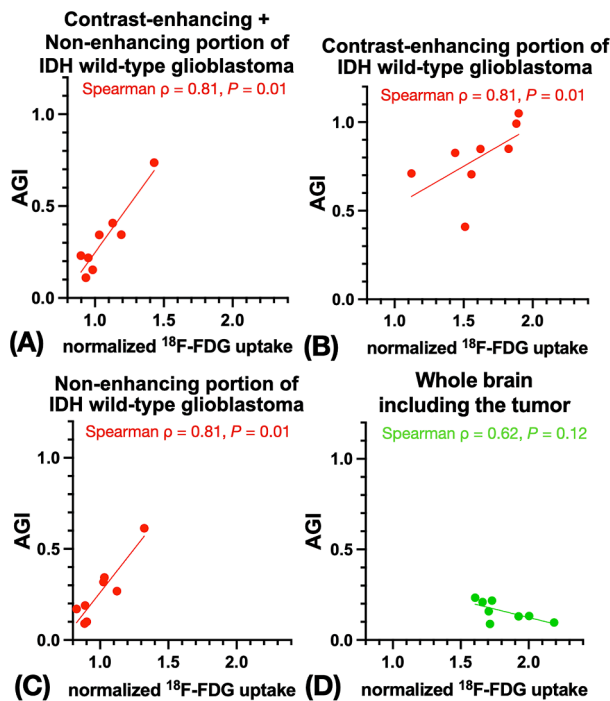 Contrast-enhancing +
Non-enhancing portion of
IDH wild-type glioblastoma
Spearman ρ = 0.81, P = 0.01
AGI
1.0
0.5
0.0
1.0 1.5 2.0
(A)
normalized ¹⁸F-FDG uptake
Contrast-enhancing portion of
IDH wild-type glioblastoma
Spearman ρ = 0.81, P = 0.01
AGI
1.0
0.5
0.0
1.0 1.5 2.0
(B)
normalized ¹⁸F-FDG uptake
Non-enhancing portion of
IDH wild-type glioblastoma
Spearman ρ = 0.81, P = 0.01
AGI
1.0
0.5
0.0
1.0 1.5 2.0
(C)
normalized ¹⁸F-FDG uptake
Whole brain
including the tumor
Spearman ρ = 0.62, P = 0.12
AGI
1.0
0.5
0.0
1.0 1.5 2.0
(D)
normalized ¹⁸F-FDG uptake